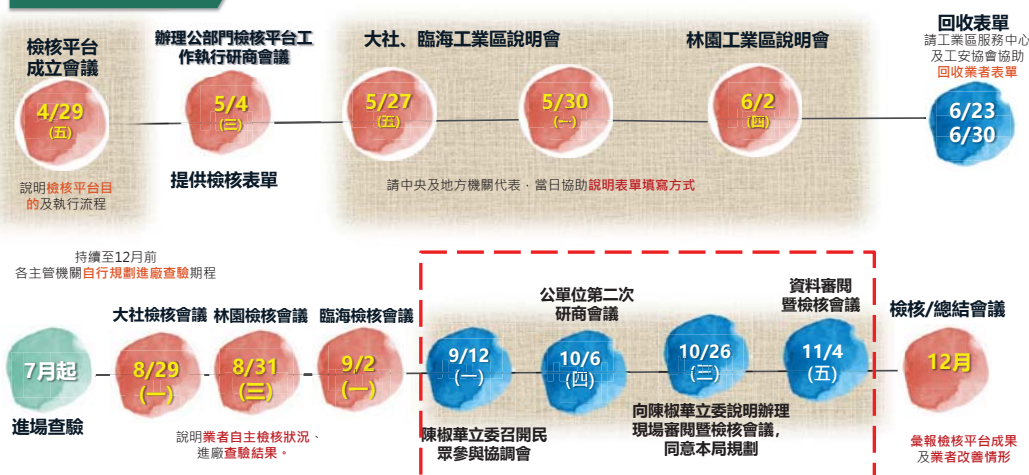 檢核平台
成立會議
4/29
(五)
說明檢核平台目
的及執行流程
辦理公部門檢核平台工
作執行研商會議
5/4
(三)
提供檢核表單
大社、臨海工業區說明會
5/27
(五)
5/30
(一)
林園工業區說明會
6/2
(四)
請中央及地方機關代表，當日協助說明表單填寫方式
回收表單
請工業區服務中心
及工安協會協助
回收業者表單
6/23
6/30
持續至12月前
各主管機關自行規劃進廠查驗期程
7月起
進場查驗
大社檢核會議
8/29
(一)
林園檢核會議
8/31
(三)
臨海檢核會議
9/2
(一)
說明業者自主檢核狀況、
進廠查驗結果。
9/12
(一)
陳椒華立委召開民
眾參與協調會
公單位第二次
研商會議
10/6
(四)
10/26
(三)
向陳椒華立委說明辦理
現場審閱暨檢核會議，
同意本局規劃
資料審閱
暨檢核會議
11/4
(五)
檢核/總結會議
12月
彙報檢核平台成果
及業者改善情形